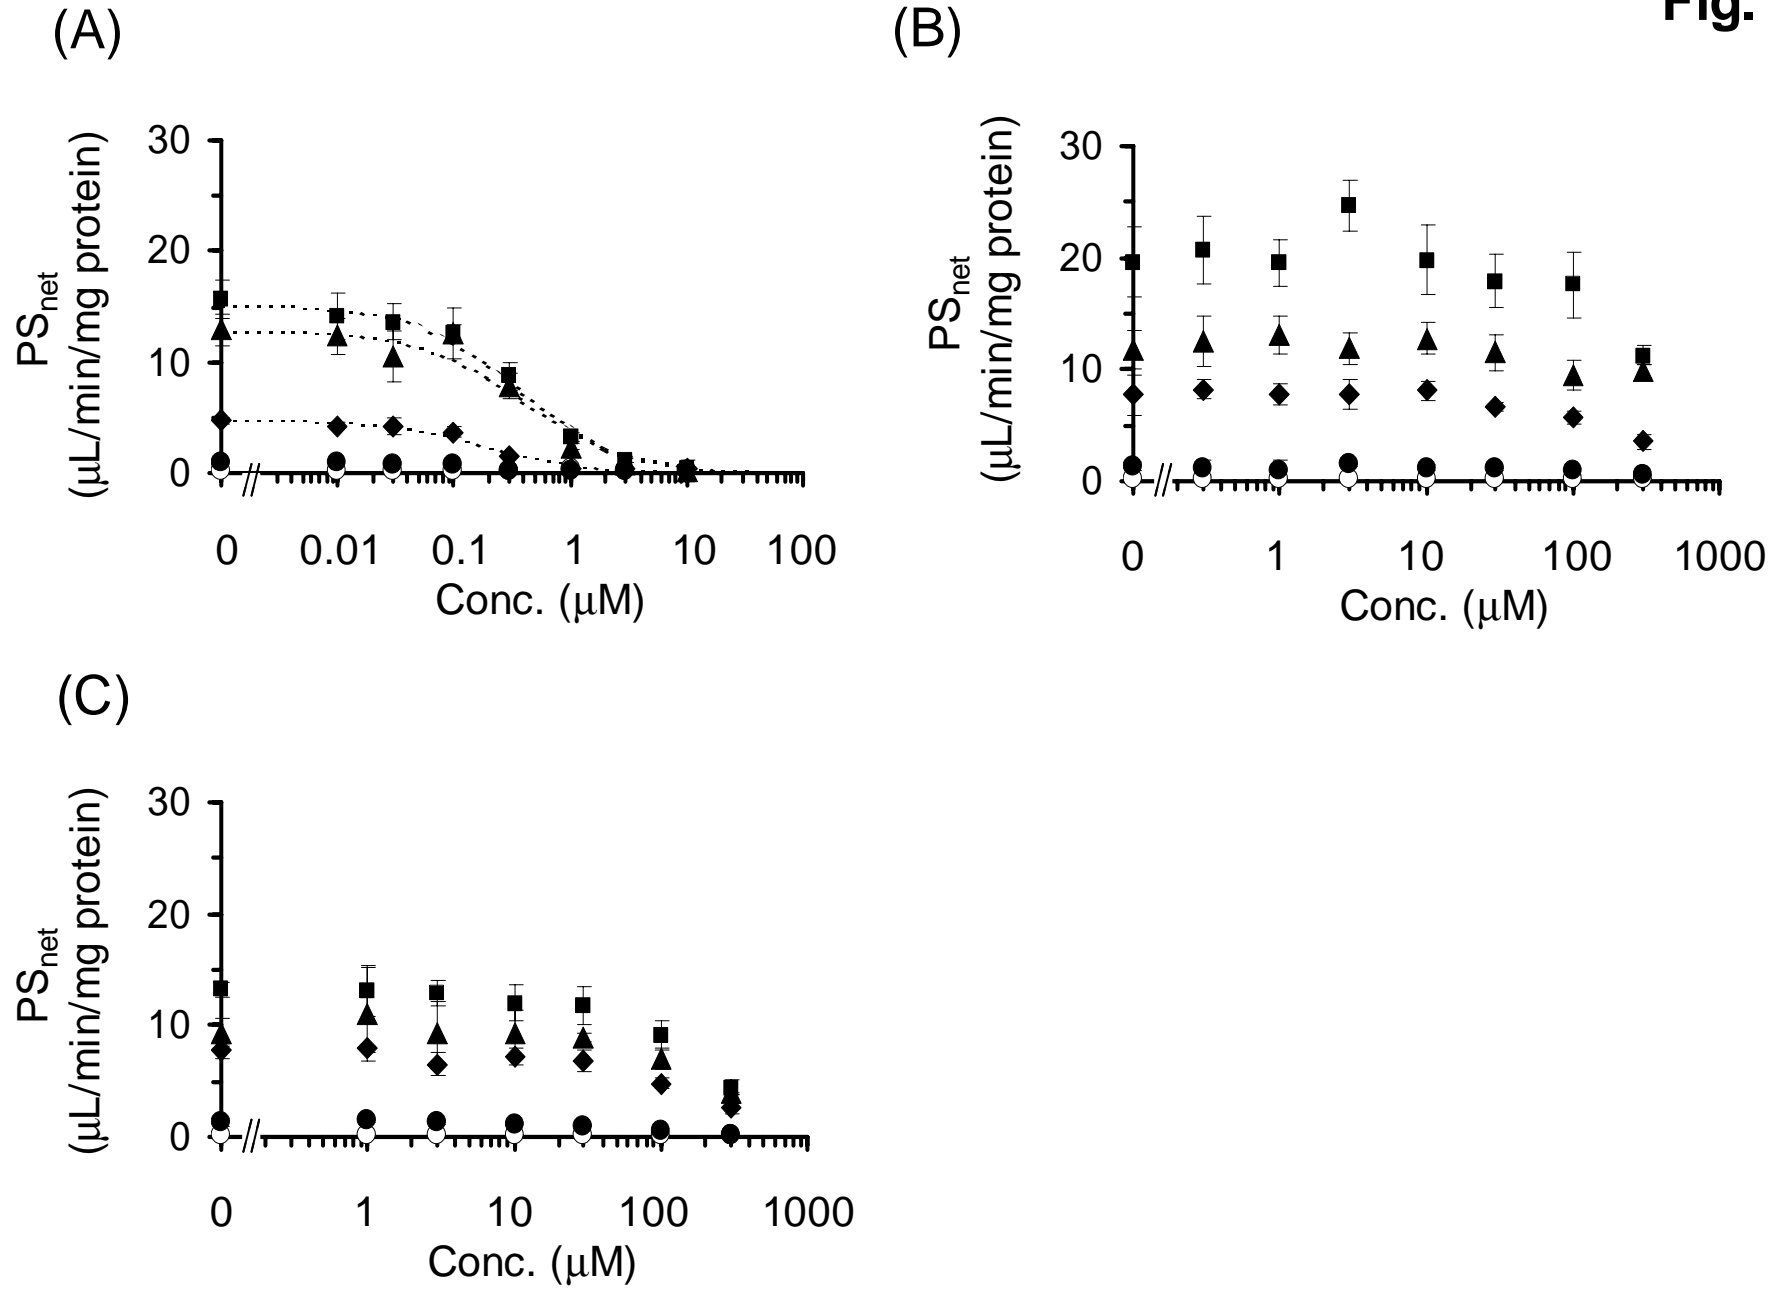 Fig.
(A)
30
20
10
0
PSnet
(μL/min/mg protein)
0 0.01 0.1 1 10 100
Conc. (μM)
(B)
30
20
10
0
PSnet
(μL/min/mg protein)
0 1 10 100 1000
Conc. (μM)
(C)
30
20
10
0
PSnet
(μL/min/mg protein)
0 1 10 100 1000
Conc. (μM)